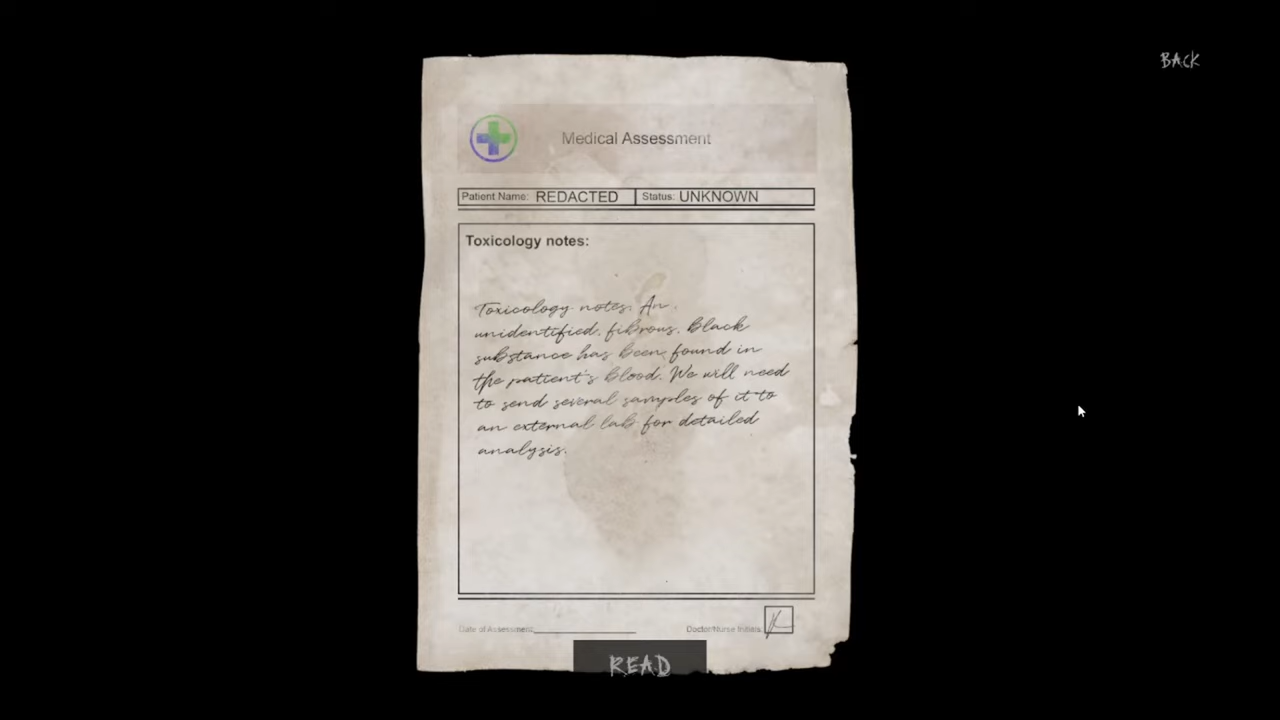 BACK
Medical Assessment
Patient Name: REDACTED Status: UNKNOWN
Toxicology notes:
Toxicology notes: An
unidentified, fibrous, black
substance has been found in
the patient's blood. We will need
to send several samples of it to
an external lab for detailed
analysis.
Date of Assessment: Doctor/Nurse Initials:
READ